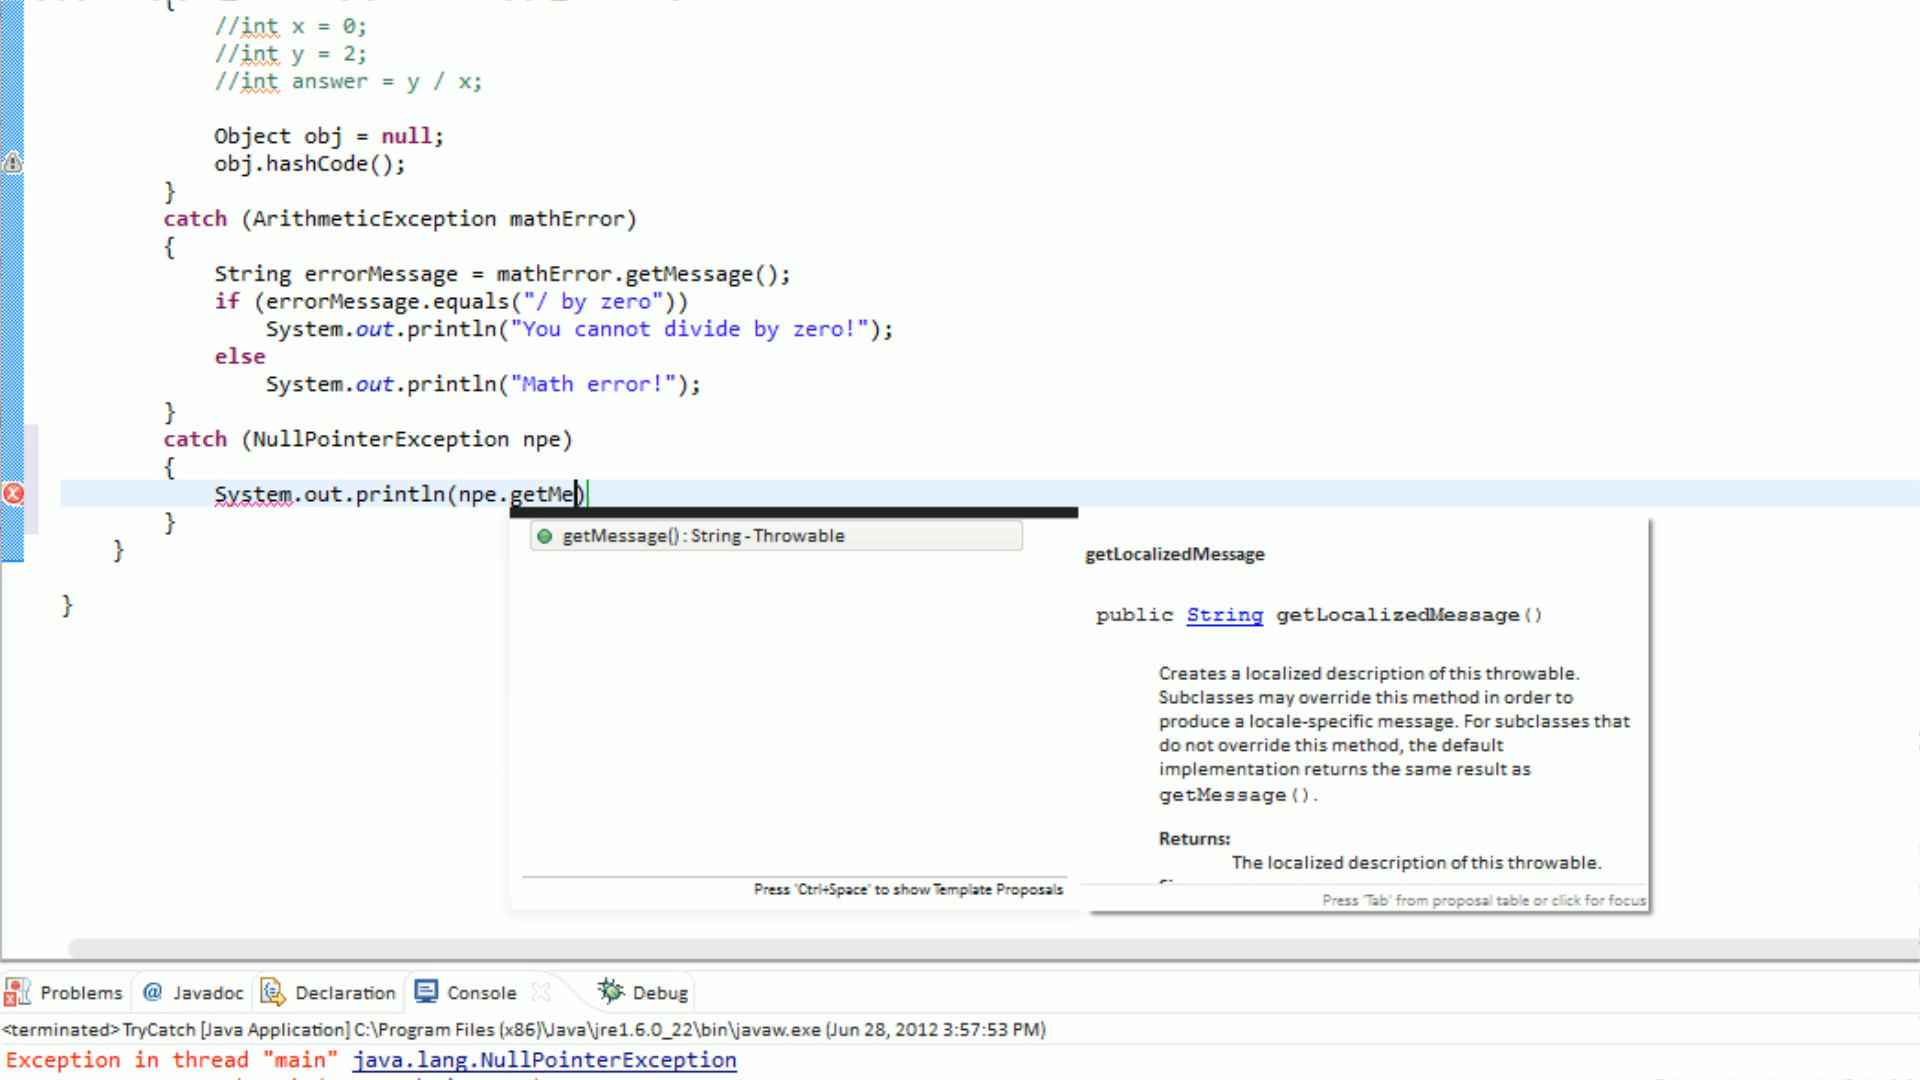 {
//int x = 0;
//int y = 2;
//int answer = y / x;
Object obj = null;
obj.hashCode();
}
catch (ArithmeticException mathError)
{
String errorMessage = mathError.getMessage();
if (errorMessage.equals("/ by zero"))
System.out.println("You cannot divide by zero!");
else
System.out.println("Math error!");
}
catch (NullPointerException npe)
{
System.out.println(npe.getMe)
}
}
}
getMessage() : String - Throwable
Press 'Ctrl+Space' to show Template Proposals
getLocalizedMessage
public String getLocalizedMessage()
Creates a localized description of this throwable.
Subclasses may override this method in order to
produce a locale-specific message. For subclasses that
do not override this method, the default
implementation returns the same result as
getMessage().
Returns:
The localized description of this throwable.
Press 'Tab' from proposal table or click for focus
Problems @ Javadoc Declaration Console Debug
<terminated> TryCatch [Java Application] C:\Program Files (x86)\Java\jre1.6.0_22\bin\javaw.exe (Jun 28, 2012 3:57:53 PM)
Exception in thread "main" java.lang.NullPointerException